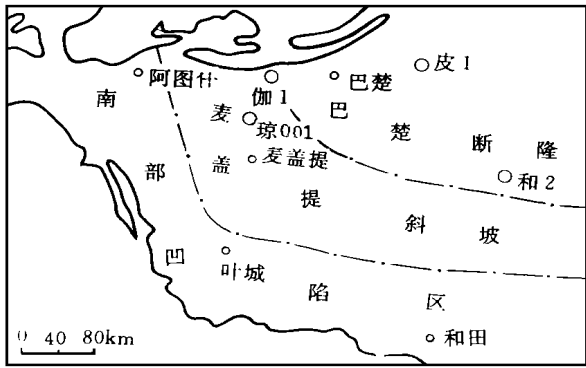 皮1
阿图什
巴楚
伽1
南部凹陷区
麦盖提斜坡
巴楚断隆
琼001
麦盖提
和2
叶城
和田
0 40 80km